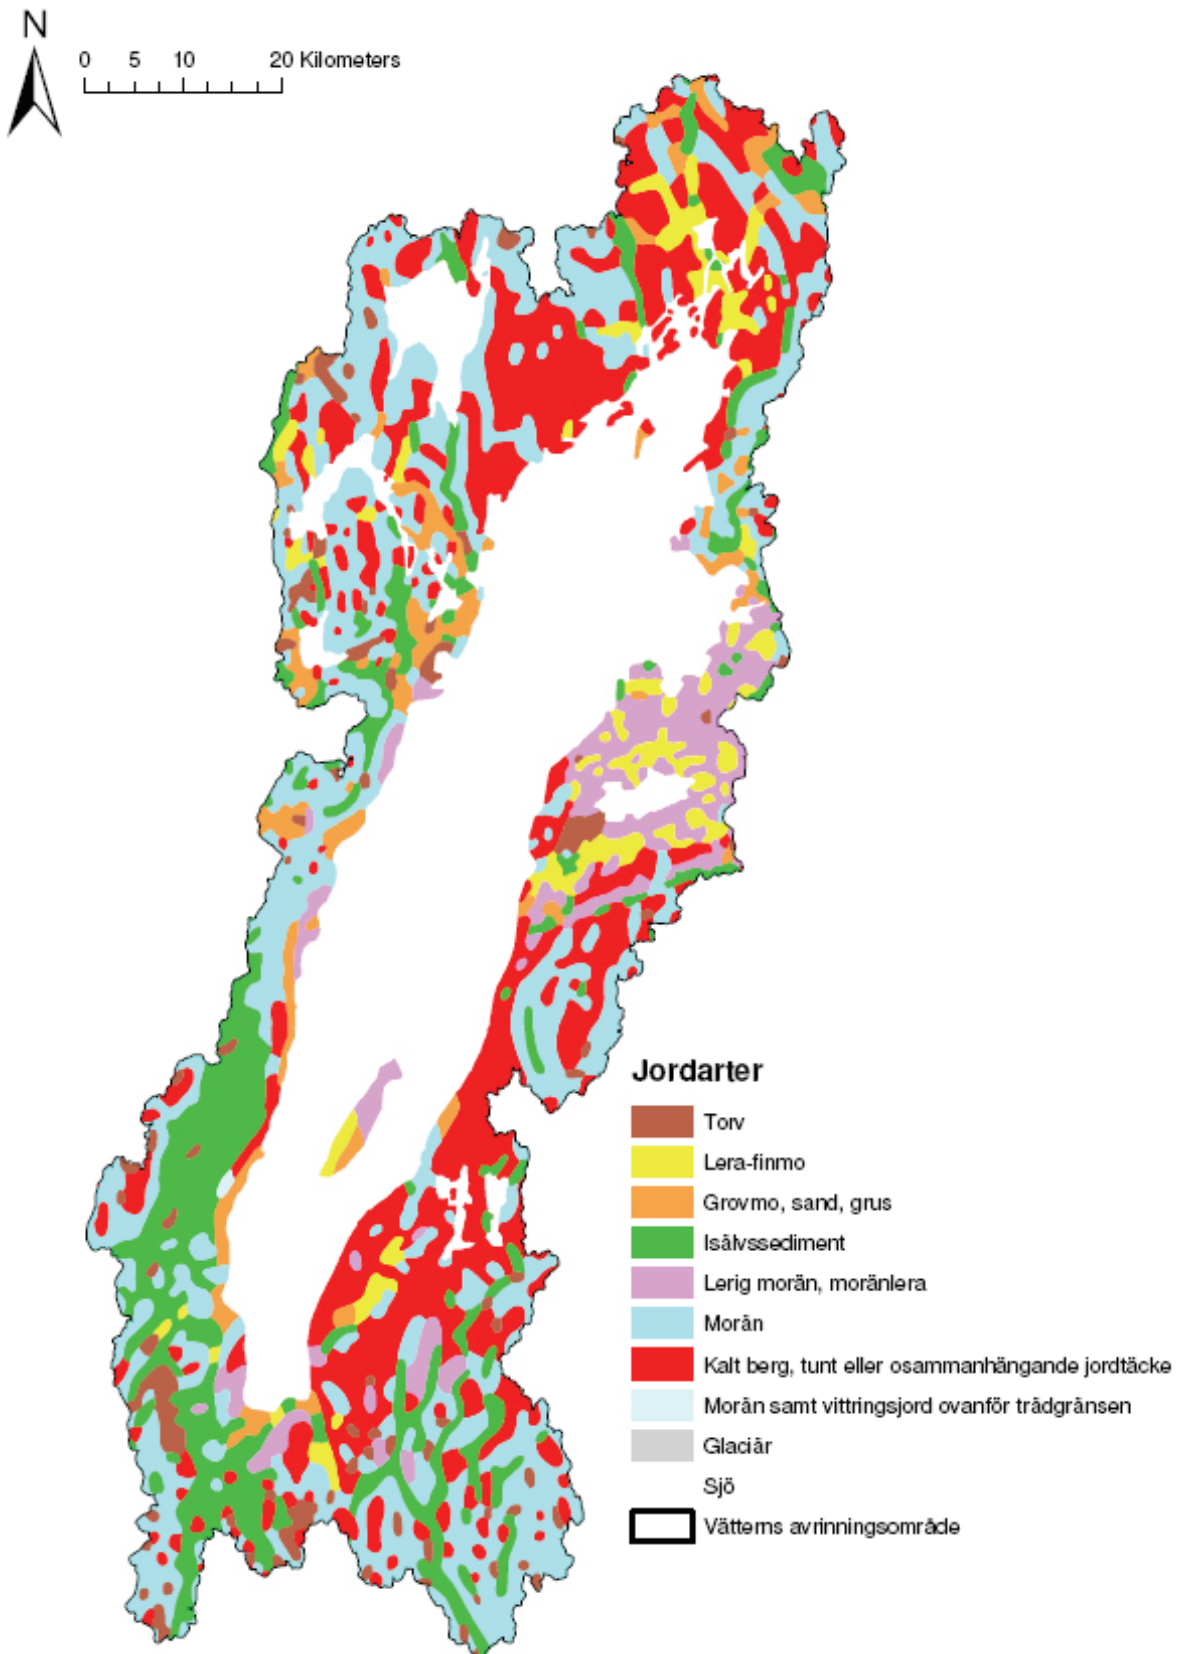 N
0 5 10 20 Kilometers
Jordarter
Torv
Lera-finmo
Grovmo, sand, grus
Isälvssediment
Lerig morän, moränlera
Morän
Kalt berg, tunt eller osammanhängande jordtäcke
Morän samt vittringsjord ovanför trädgränsen
Glaciär
Sjö
Vätterns avrinningsområde